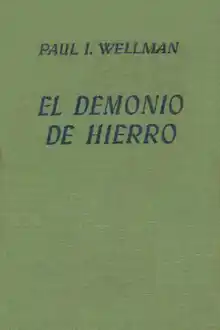 PAUL I. WELLMAN
EL DEMONIO
DE HIERRO